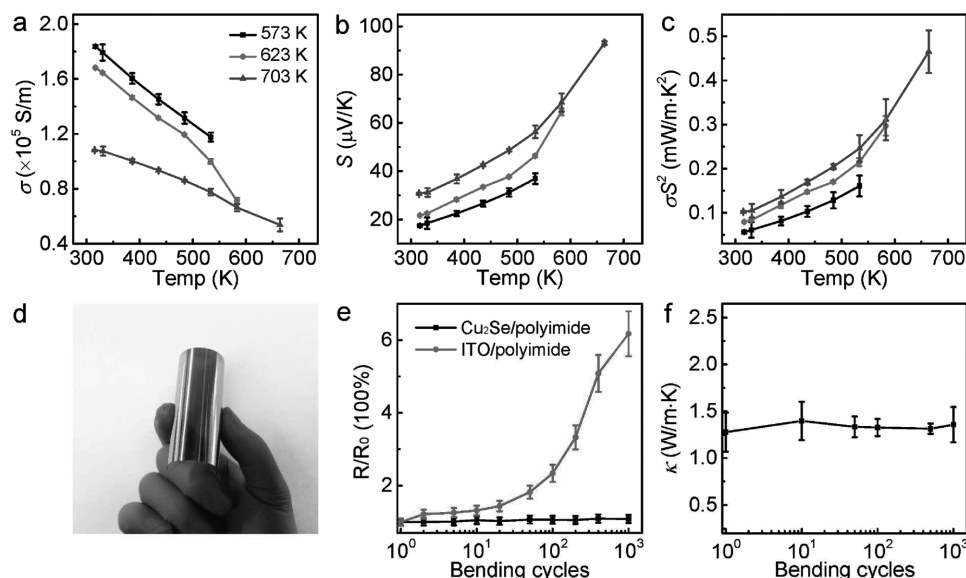 a
2.0
1.6
1.2
0.8
0.4
σ (×10⁵ S/m)
573 K
623 K
703 K
300 400 500 600 700
Temp (K)
b
100
80
60
40
20
S (μV/K)
300 400 500 600 700
Temp (K)
c
0.5
0.4
0.3
0.2
0.1
σS² (mW/m·K²)
300 400 500 600 700
Temp (K)
d
e
6
4
2
R/R₀ (100%)
Cu₂Se/polyimide
ITO/polyimide
10⁰ 10¹ 10² 10³
Bending cycles
f
2.5
2.0
1.5
1.0
0.5
κ (W/m·K)
10⁰ 10¹ 10² 10³
Bending cycles